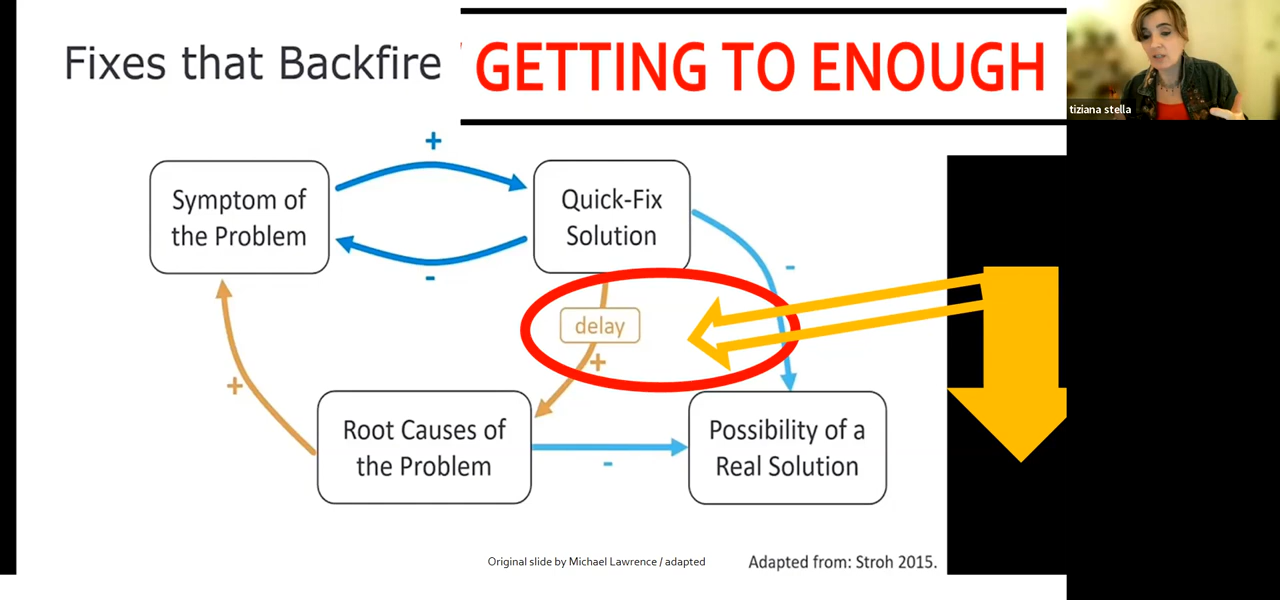 Fixes that Backfire
GETTING TO ENOUGH
tiziana stella
+
Symptom of
the Problem
Quick-Fix
Solution
-
-
delay
+
+
Root Causes of
the Problem
-
Possibility of a
Real Solution
Original slide by Michael Lawrence / adapted
Adapted from: Stroh 2015.